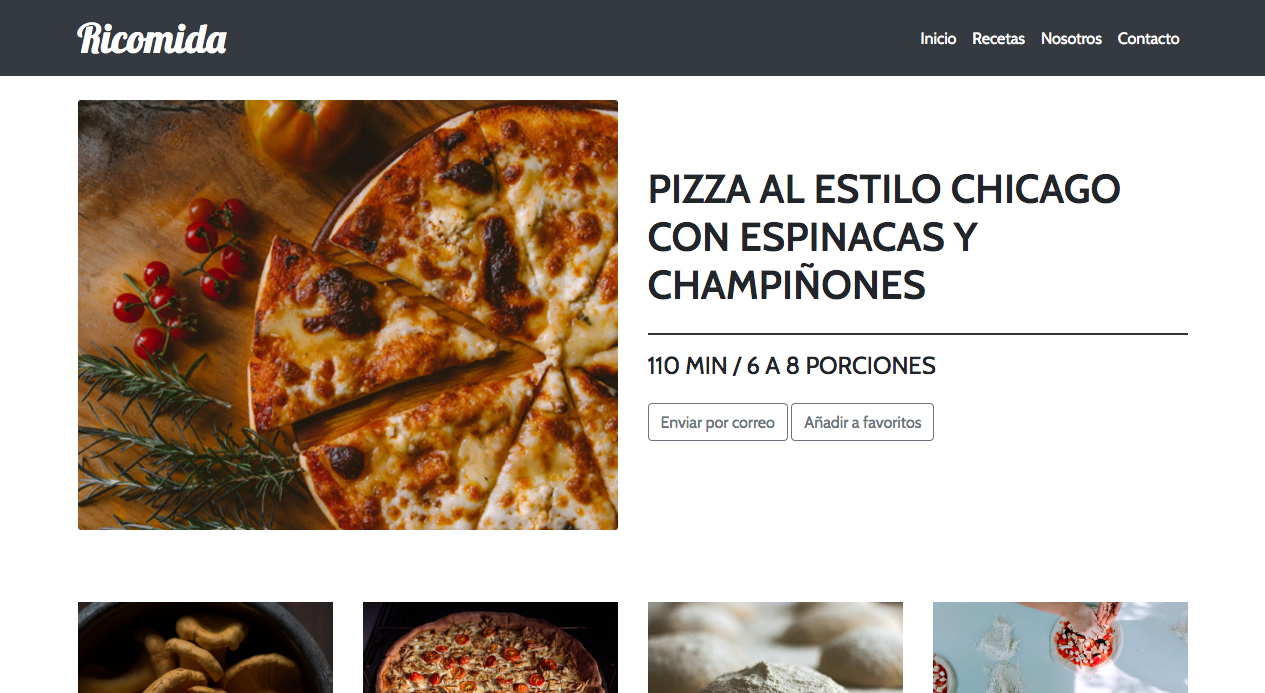 Ricomida
Inicio Recetas Nosotros Contacto
PIZZA AL ESTILO CHICAGO
CON ESPINACAS Y
CHAMPIÑONES
110 MIN / 6 A 8 PORCIONES
Enviar por correo Añadir a favoritos